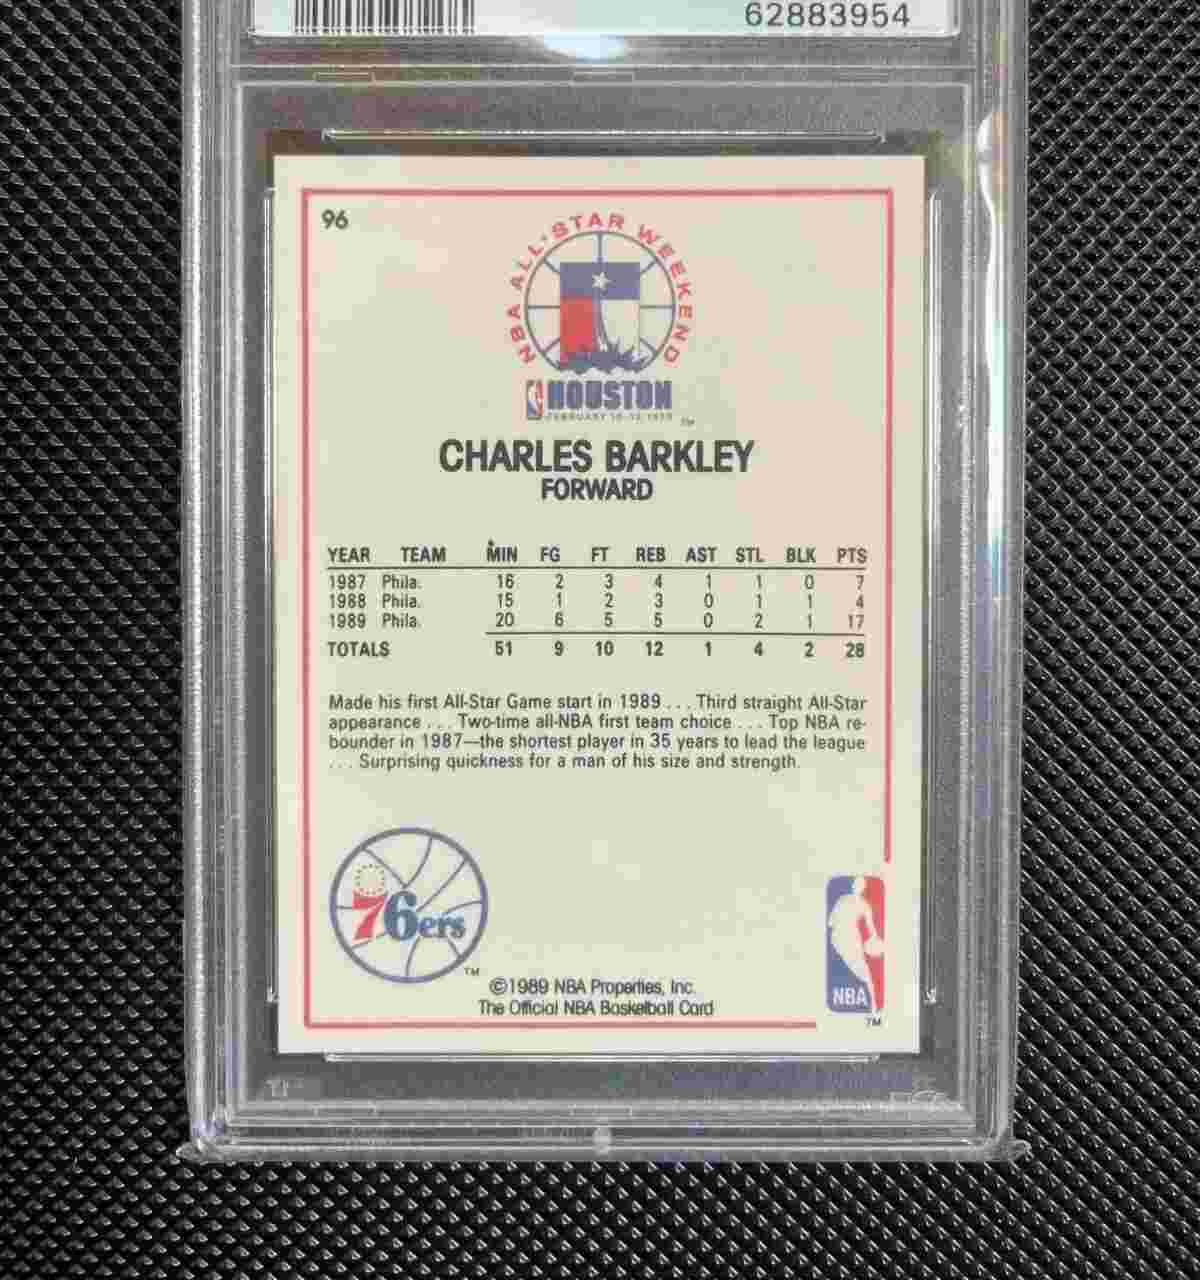 62883954
96
NBA ALL-STAR WEEKEND
HOUSTON
TM
CHARLES BARKLEY
FORWARD
YEAR TEAM MIN FG FT REB AST STL BLK PTS
1987 Phila. 16 2 3 4 1 1 0 7
1988 Phila. 15 1 2 3 0 1 1 4
1989 Phila. 20 6 5 5 0 2 1 17
TOTALS 51 9 10 12 1 4 2 28
Made his first All-Star Game start in 1989 . . . Third straight All-Star
appearance . . . Two-time all-NBA first team choice . . . Top NBA re-
bounder in 1987—the shortest player in 35 years to lead the league
. . . Surprising quickness for a man of his size and strength.
76ers
TM
©1989 NBA Properties, Inc.
The Official NBA Basketball Card
NBA
TM